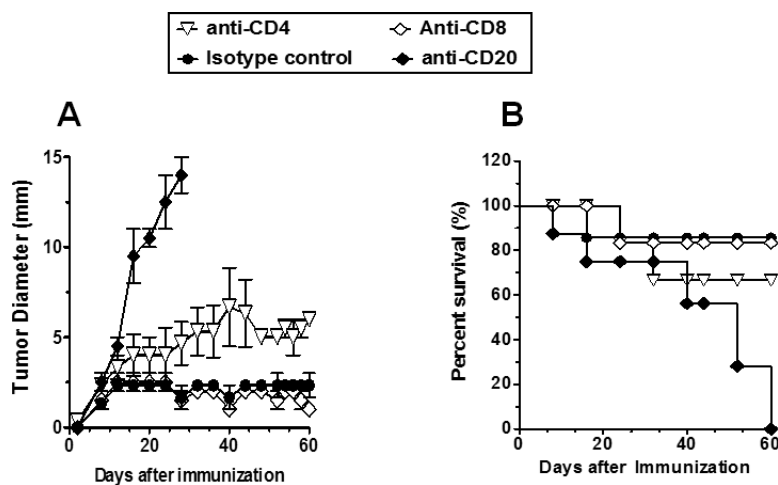 anti-CD4 Anti-CD8
Isotype control anti-CD20
A
B
Tumor Diameter (mm)
15
10
5
0
0 20 40 60
Days after immunization
Percent survival (%)
120
100
80
60
40
20
0
0 20 40 60
Days after Immunization